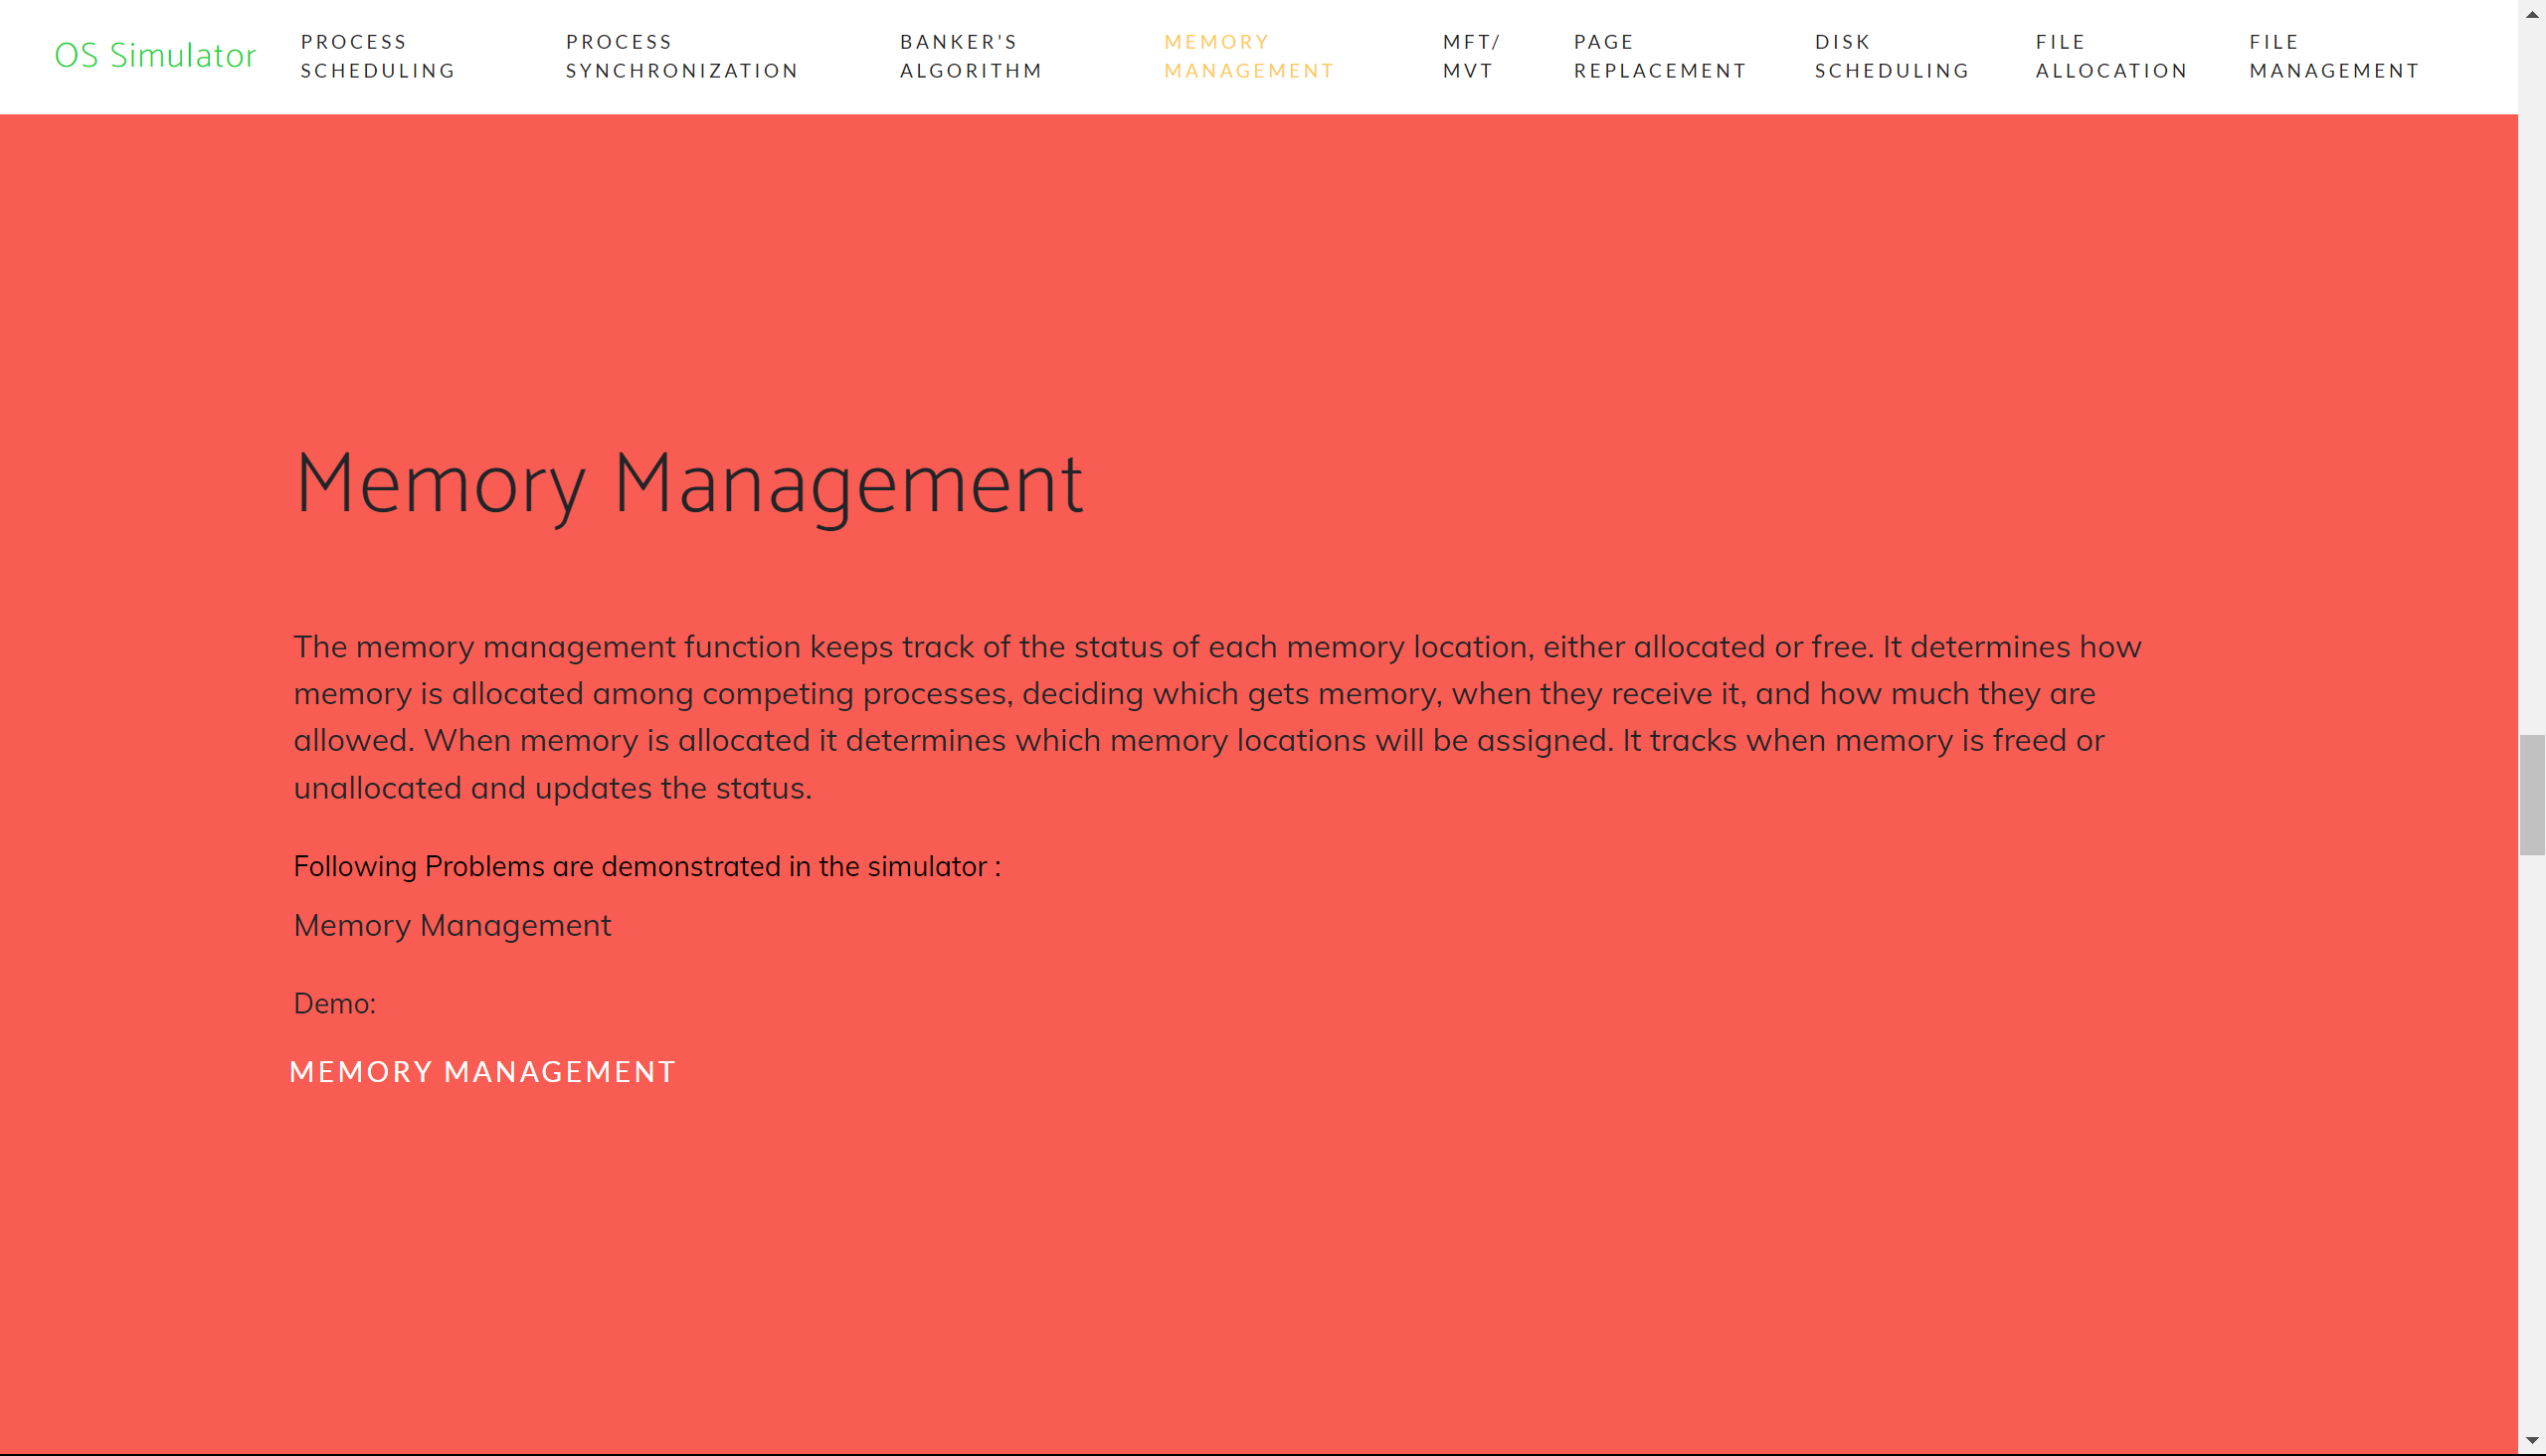 OS Simulator
PROCESS
SCHEDULING
PROCESS
SYNCHRONIZATION
BANKER'S
ALGORITHM
MEMORY
MANAGEMENT
MFT/
MVT
PAGE
REPLACEMENT
DISK
SCHEDULING
FILE
ALLOCATION
FILE
MANAGEMENT
Memory Management
The memory management function keeps track of the status of each memory location, either allocated or free. It determines how
memory is allocated among competing processes, deciding which gets memory, when they receive it, and how much they are
allowed. When memory is allocated it determines which memory locations will be assigned. It tracks when memory is freed or
unallocated and updates the status.
Following Problems are demonstrated in the simulator :
Memory Management
Demo:
MEMORY MANAGEMENT